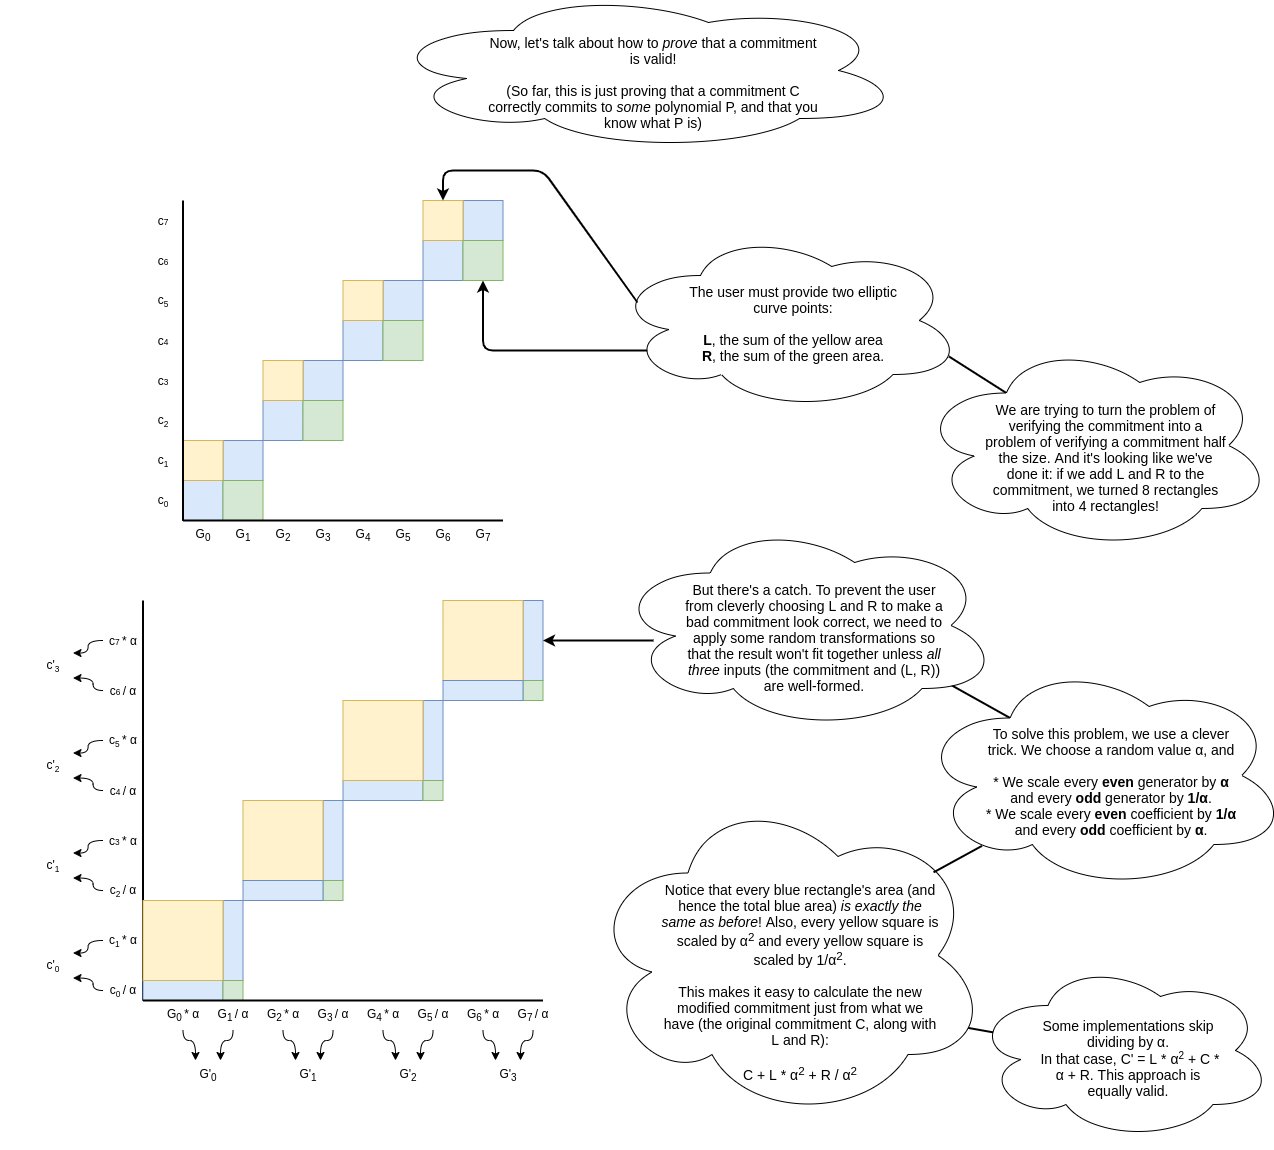 Now, let's talk about how to prove that a commitment
is valid!
(So far, this is just proving that a commitment C
correctly commits to some polynomial P, and that you
know what P is)
c₇
c₆
c₅
c₄
c₃
c₂
c₁
c₀
G₀ G₁ G₂ G₃ G₄ G₅ G₆ G₇
The user must provide two elliptic
curve points:
L, the sum of the yellow area
R, the sum of the green area.
We are trying to turn the problem of
verifying the commitment into a
problem of verifying a commitment half
the size. And it's looking like we've
done it: if we add L and R to the
commitment, we turned 8 rectangles
into 4 rectangles!
But there's a catch. To prevent the user
from cleverly choosing L and R to make a
bad commitment look correct, we need to
apply some random transformations so
that the result won't fit together unless all
three inputs (the commitment and (L, R))
are well-formed.
c₇ * α
c'₃
c₆ / α
c₅ * α
c'₂
c₄ / α
c₃ * α
c'₁
c₂ / α
c₁ * α
c'₀
c₀ / α
G₀ * α G₁ / α G₂ * α G₃ / α G₄ * α G₅ / α G₆ * α G₇ / α
G'₀ G'₁ G'₂ G'₃
To solve this problem, we use a clever
trick. We choose a random value α, and
* We scale every even generator by α
and every odd generator by 1/α.
* We scale every even coefficient by 1/α
and every odd coefficient by α.
Notice that every blue rectangle's area (and
hence the total blue area) is exactly the
same as before! Also, every yellow square is
scaled by α² and every yellow square is
scaled by 1/α².
This makes it easy to calculate the new
modified commitment just from what we
have (the original commitment C, along with
L and R):
C + L * α² + R / α²
Some implementations skip
dividing by α.
In that case, C' = L * α² + C *
α + R. This approach is
equally valid.